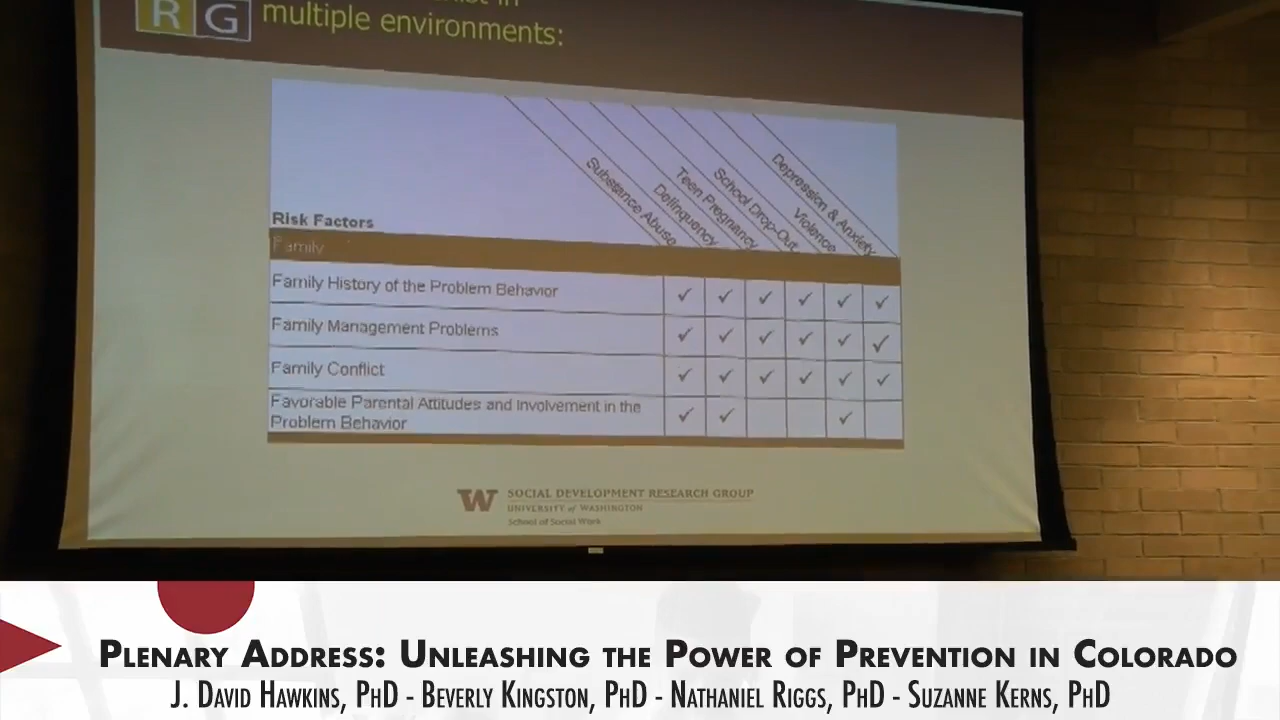 R G
multiple environments:
Substance Abuse
Delinquency
Teen Pregnancy
School Drop-Out
Violence
Depression & Anxiety
Risk Factors
Family
Family History of the Problem Behavior ✓ ✓ ✓ ✓ ✓ ✓
Family Management Problems ✓ ✓ ✓ ✓ ✓ ✓
Family Conflict ✓ ✓ ✓ ✓ ✓ ✓
Favorable Parental Attitudes and Involvement in the
Problem Behavior ✓ ✓ ✓
W SOCIAL DEVELOPMENT RESEARCH GROUP
UNIVERSITY of WASHINGTON
School of Social Work
Plenary Address: Unleashing the Power of Prevention in Colorado
J. David Hawkins, PhD - Beverly Kingston, PhD - Nathaniel Riggs, PhD - Suzanne Kerns, PhD